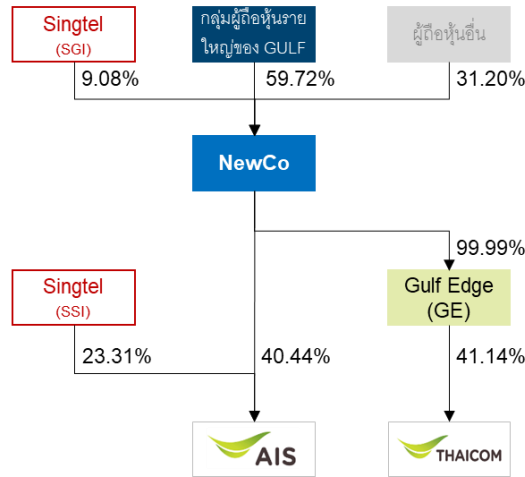 Singtel
(SGI)
กลุ่มผู้ถือหุ้นราย
ใหญ่ของ GULF
ผู้ถือหุ้นอื่น
9.08%
59.72%
31.20%
NewCo
99.99%
Singtel
(SSI)
Gulf Edge
(GE)
23.31%
40.44%
41.14%
AIS
THAICOM